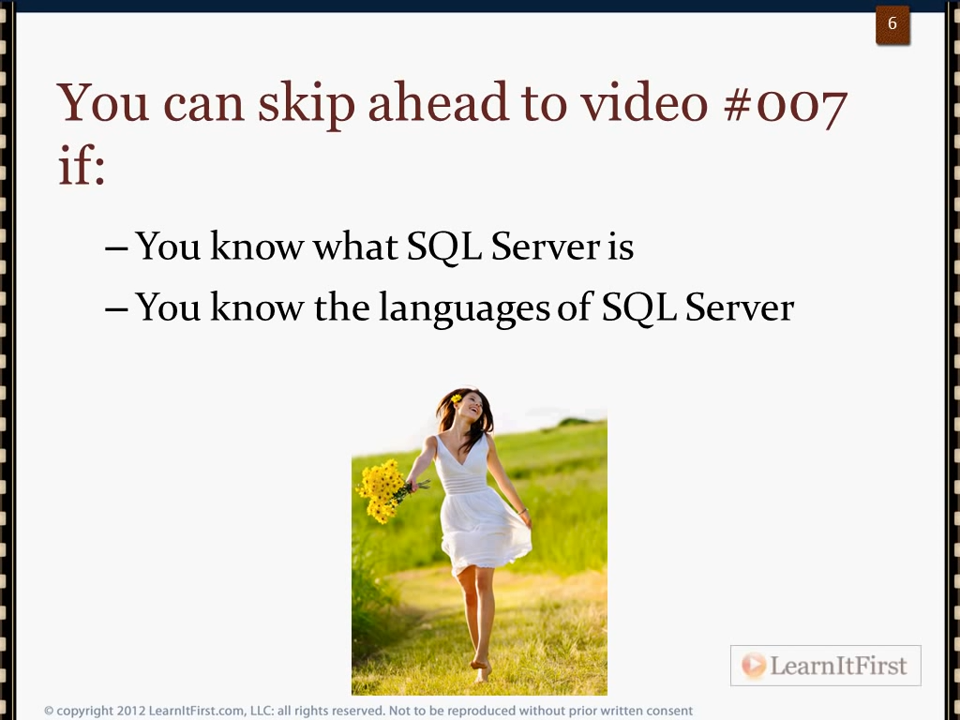 6
You can skip ahead to video #007
if:
– You know what SQL Server is
– You know the languages of SQL Server
LearnItFirst
© copyright 2012 LearnItFirst.com, LLC: all rights reserved. Not to be reproduced without prior written consent